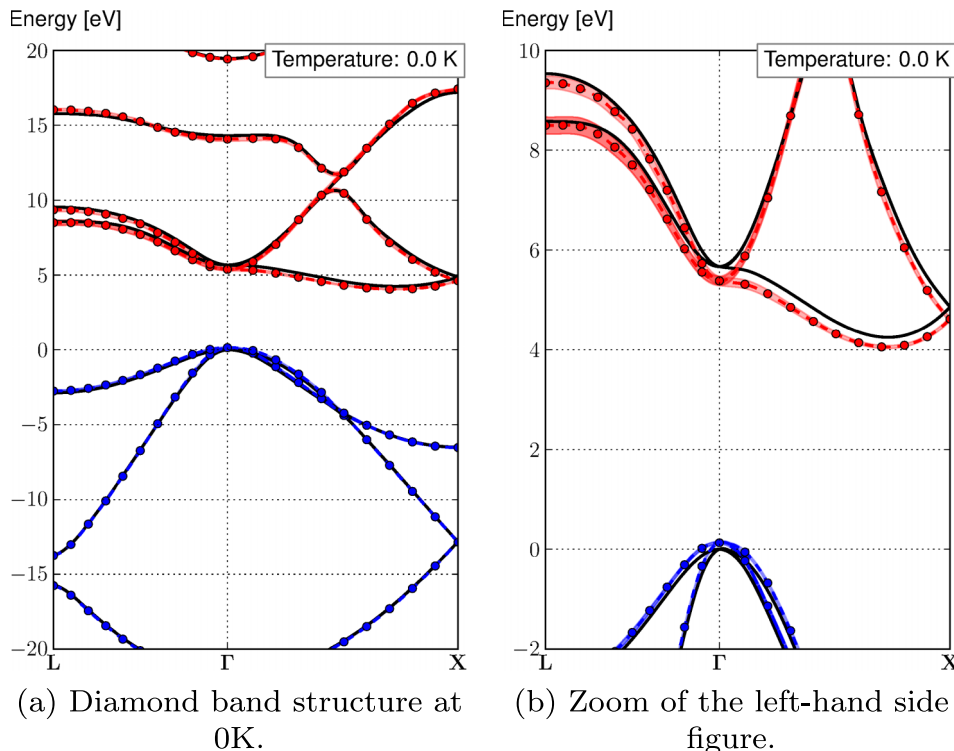 Energy [eV]
20
15
10
5
0
−5
−10
−15
−20
L
Γ
X
Temperature: 0.0 K
(a) Diamond band structure at
0K.
Energy [eV]
10
8
6
4
2
0
−2
L
Γ
X
Temperature: 0.0 K
(b) Zoom of the left-hand side
figure.